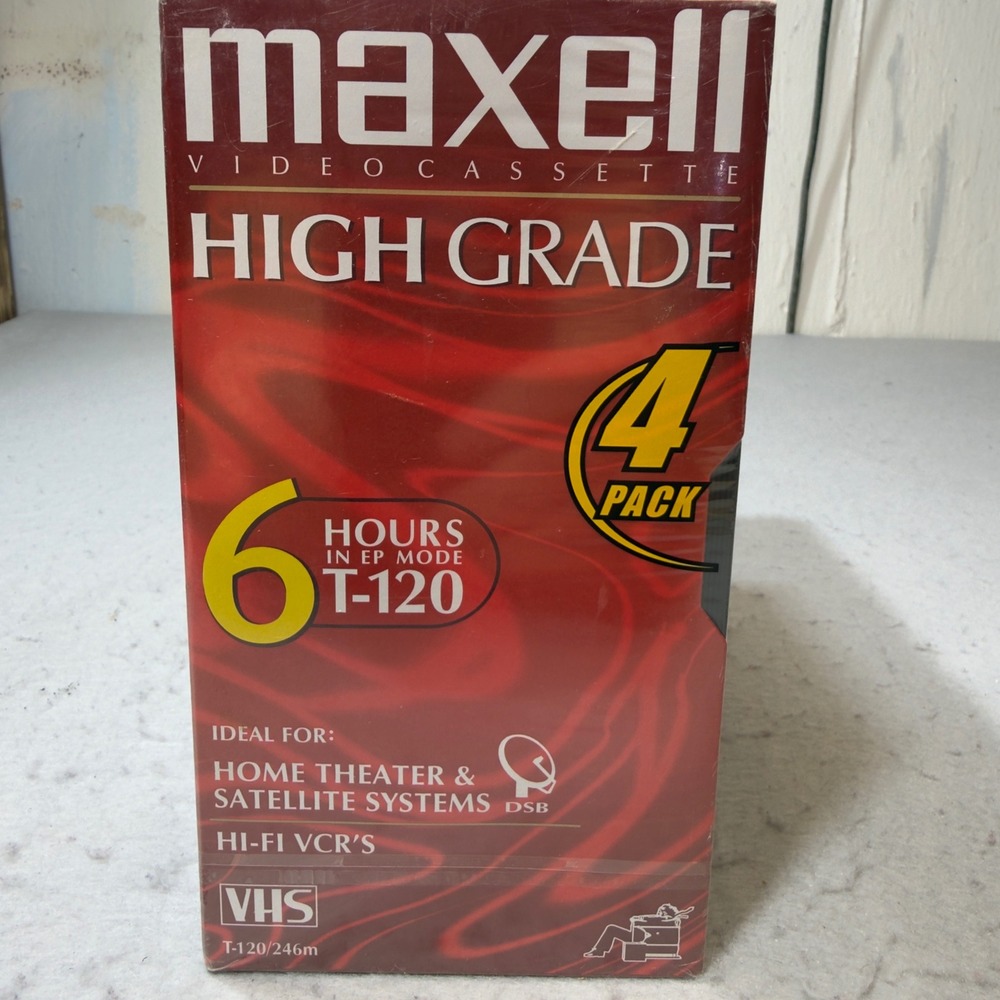 maxell
VIDEOCASSETTE
HIGH GRADE
4
PACK
6 HOURS
IN EP MODE
T-120
IDEAL FOR:
HOME THEATER &
SATELLITE SYSTEMS
DSB
HI-FI VCR'S
VHS
T-120/246m